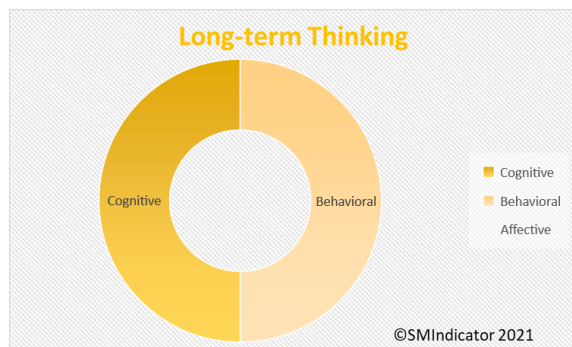 Long-term Thinking
Cognitive
Behavioral
Cognitive
Behavioral
Affective
©SMIndicator 2021